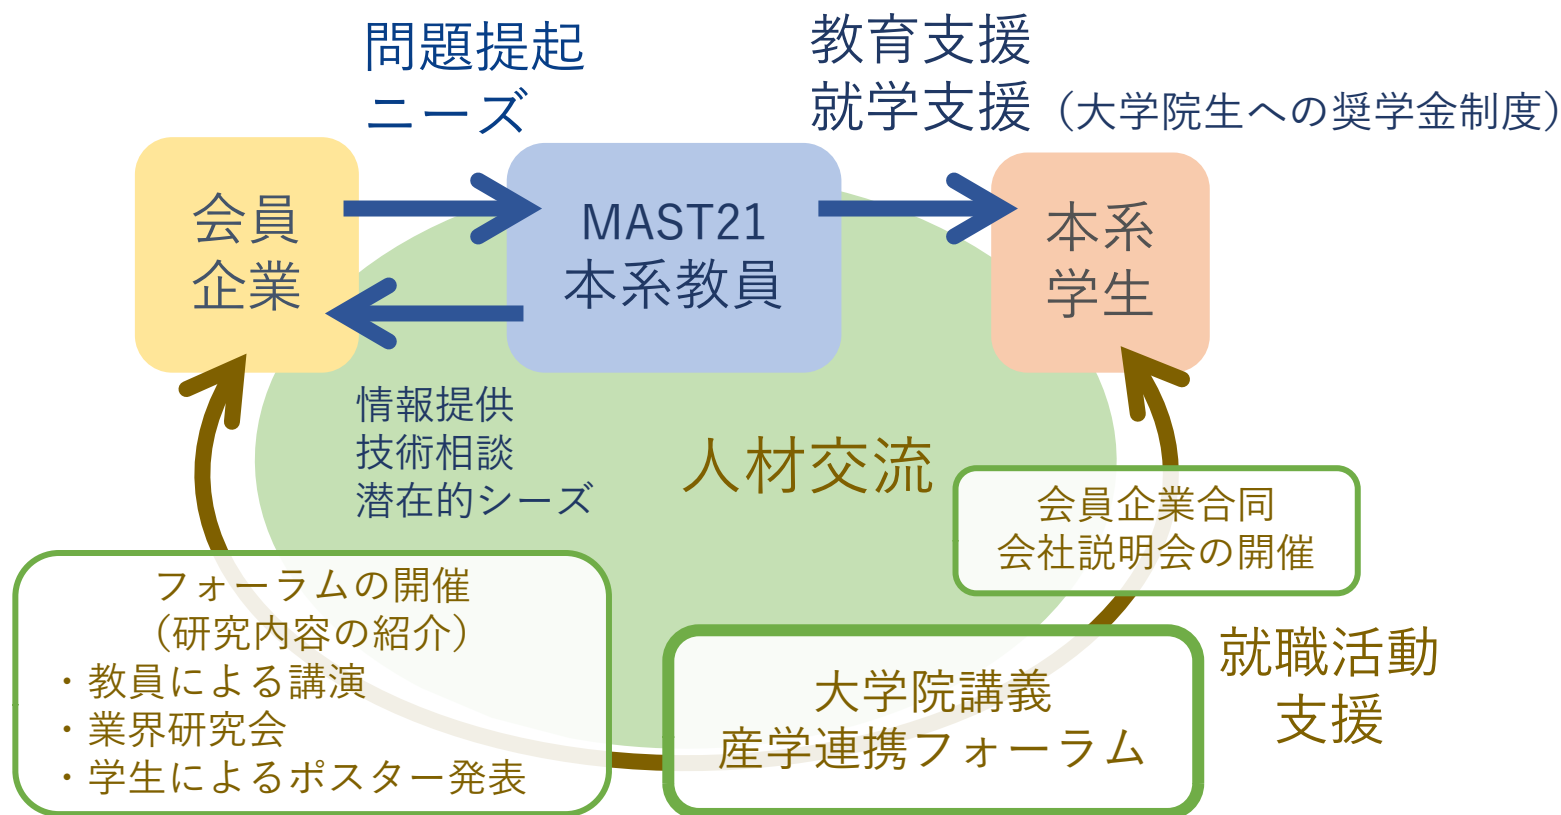 問題提起
ニーズ
教育支援
就学支援（大学院生への奨学金制度）
会員
企業
MAST21
本系教員
本系
学生
情報提供
技術相談
潜在的シーズ
人材交流
会員企業合同
会社説明会の開催
フォーラムの開催
（研究内容の紹介）
・教員による講演
・業界研究会
・学生によるポスター発表
大学院講義
産学連携フォーラム
就職活動
支援